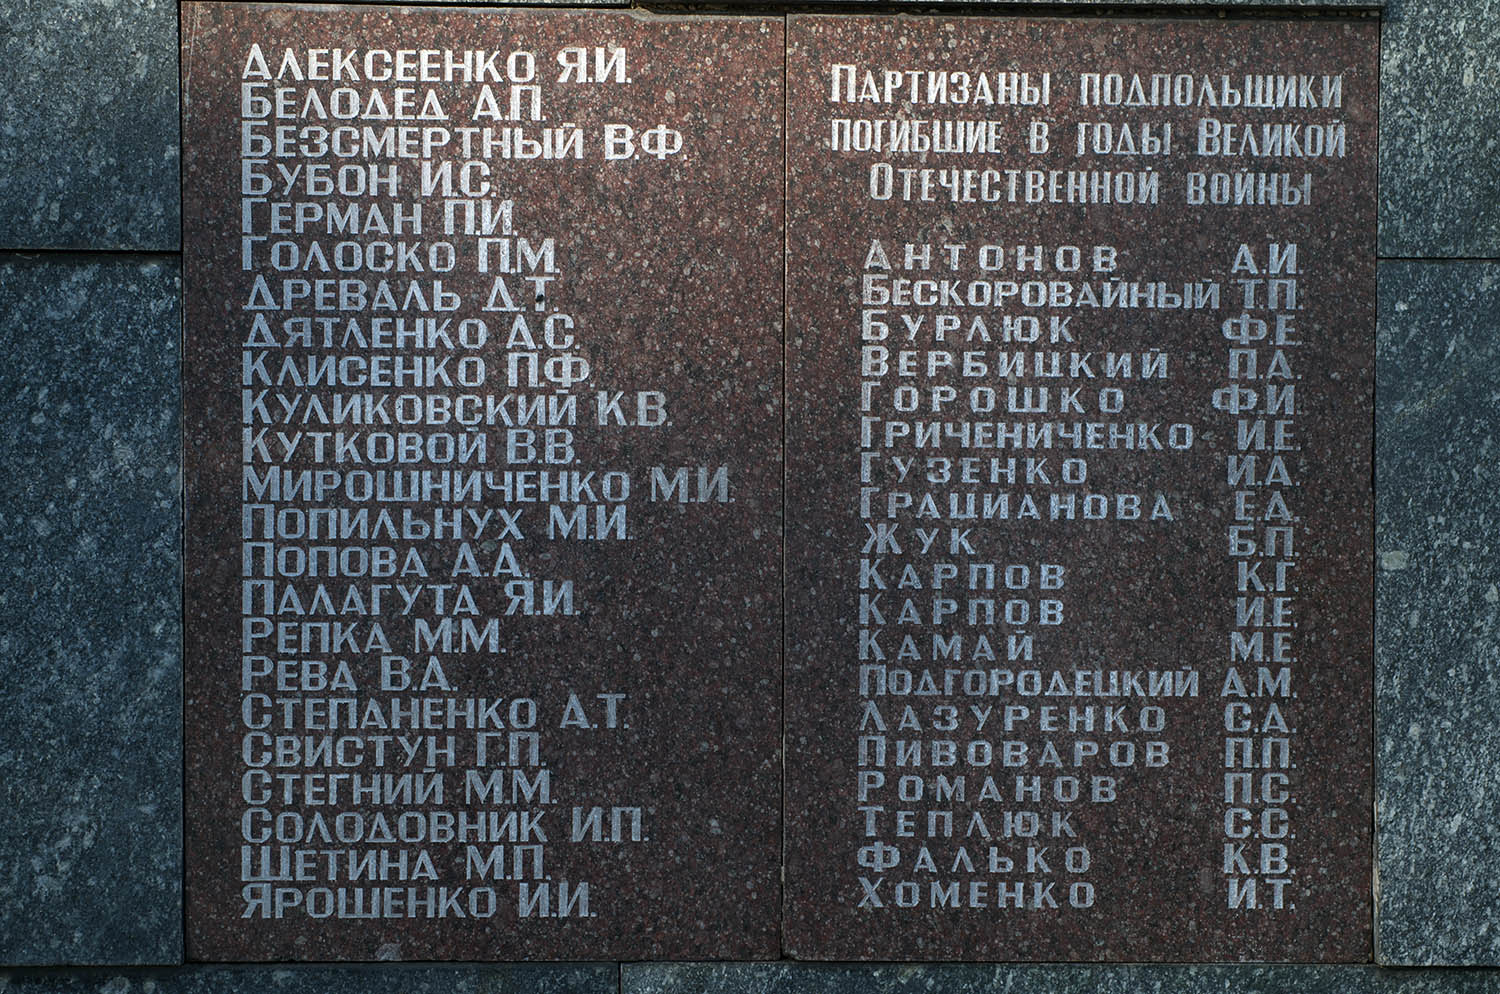 Алексеенко Я.И.
Белодед А.П.
Безсмертный В.Ф.
Бубон И.С.
Герман П.И.
Голоско П.М.
Древаль Д.Т.
Дятленко А.С.
Клисенко П.Ф.
Куликовский К.В.
Кутковой В.В.
Мирошниченко М.И.
Попильнух М.И.
Попова А.А.
Палагута Я.И.
Репка М.М.
Рева В.А.
Степаненко А.Т.
Свистун Г.П.
Стегний М.М.
Солодовник И.П.
Щетина М.П.
Ярошенко И.И.
Партизаны подпольщики
погибшие в годы Великой
Отечественной войны
Антонов А.И.
Бескоровайный Т.П.
Бурлюк Ф.Е.
Вербицкий П.А.
Горошко Ф.И.
Гричениченко И.Е.
Гузенко И.А.
Грацианова Е.Д.
Жук Б.П.
Карпов К.Г.
Карпов И.Е.
Камай М.Е.
Подгородецкий А.М.
Лазуренко С.А.
Пивоваров П.П.
Романов П.С.
Теплюк С.С.
Фалько К.В.
Хоменко И.Т.